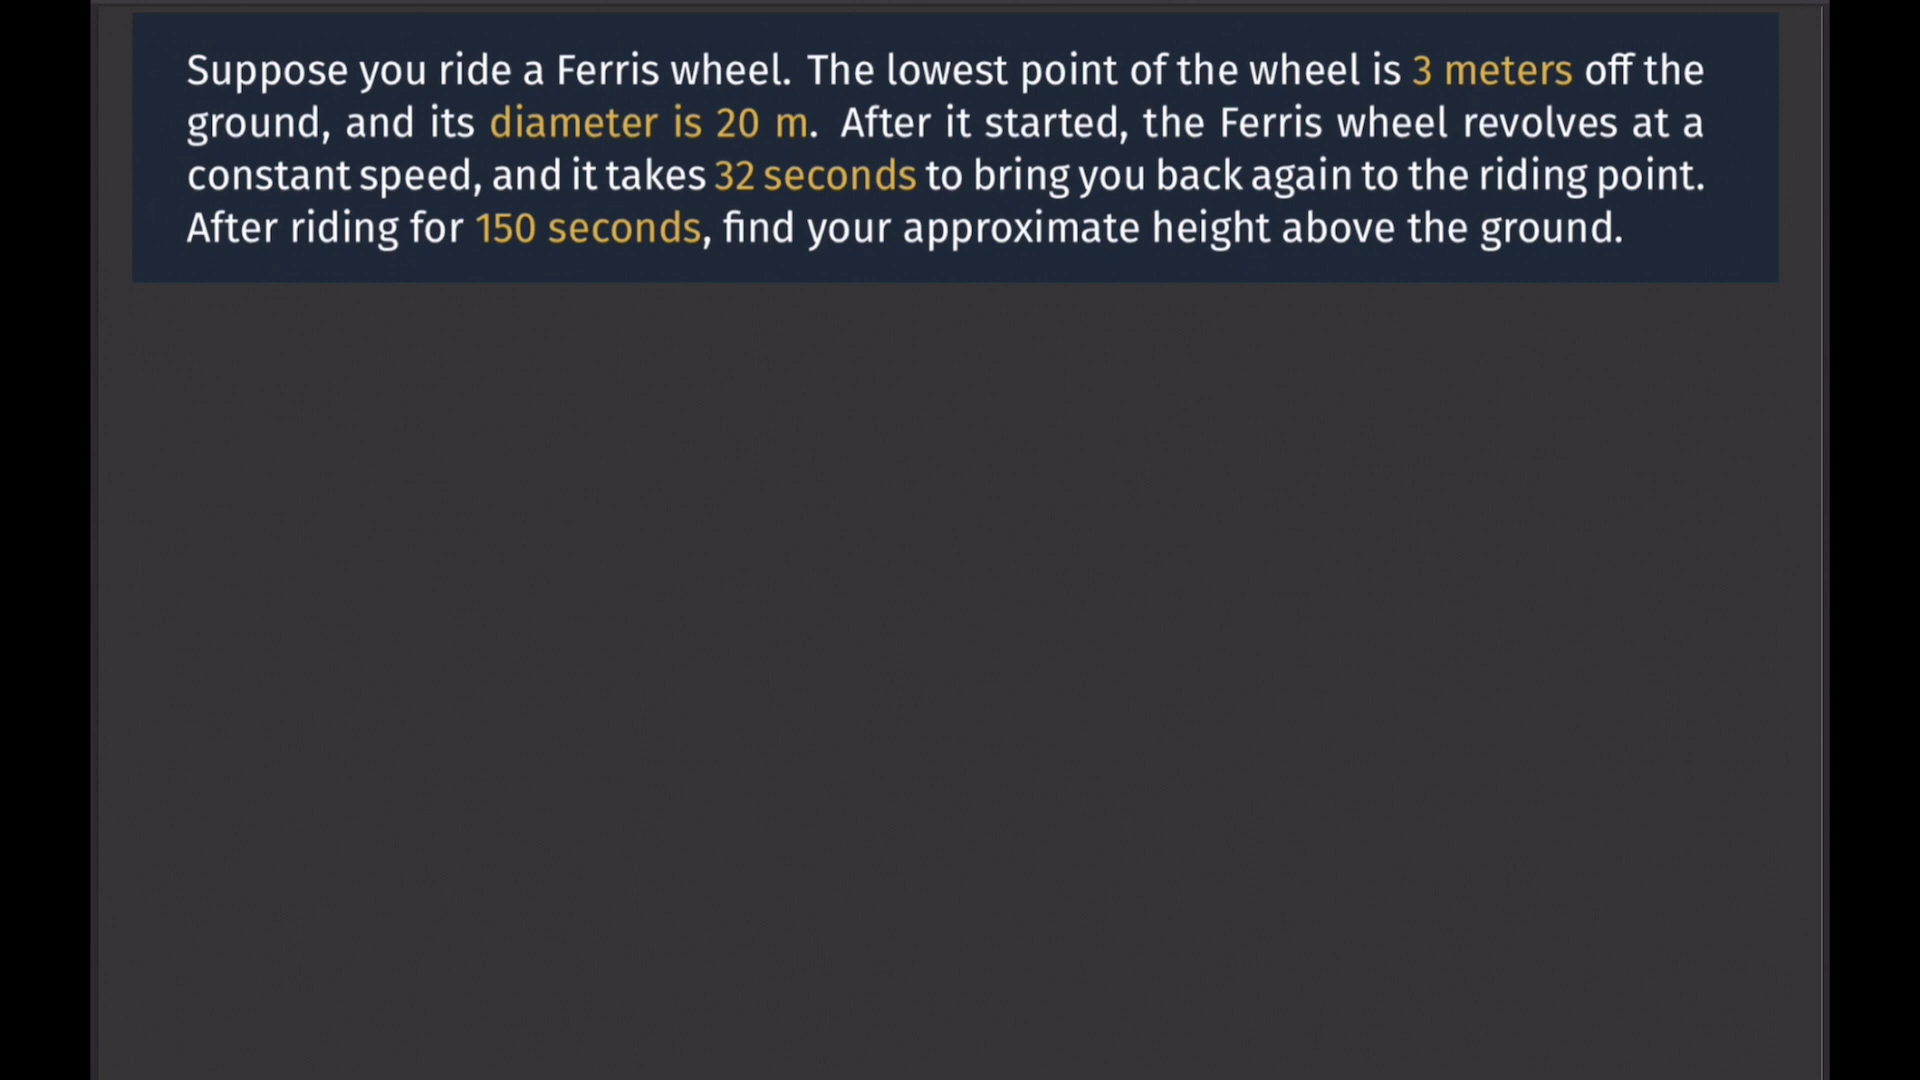 Suppose you ride a Ferris wheel. The lowest point of the wheel is 3 meters off the
ground, and its diameter is 20 m. After it started, the Ferris wheel revolves at a
constant speed, and it takes 32 seconds to bring you back again to the riding point.
After riding for 150 seconds, find your approximate height above the ground.